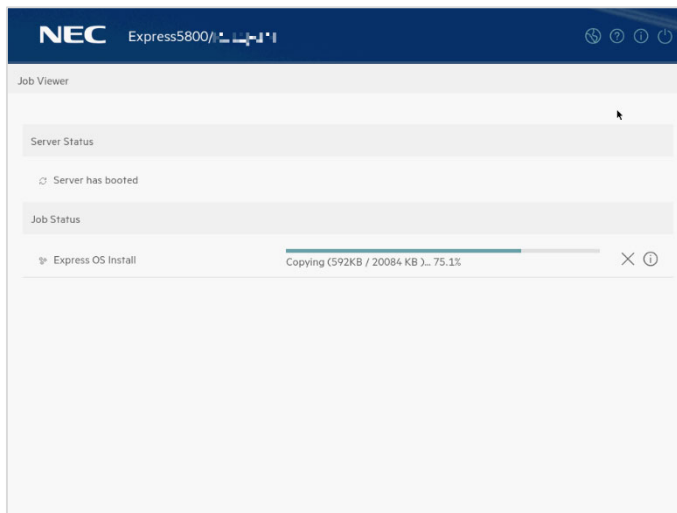 NEC Express5800/
Job Viewer
Server Status
Server has booted
Job Status
Express OS Install
Copying (592KB / 20084 KB )... 75.1%